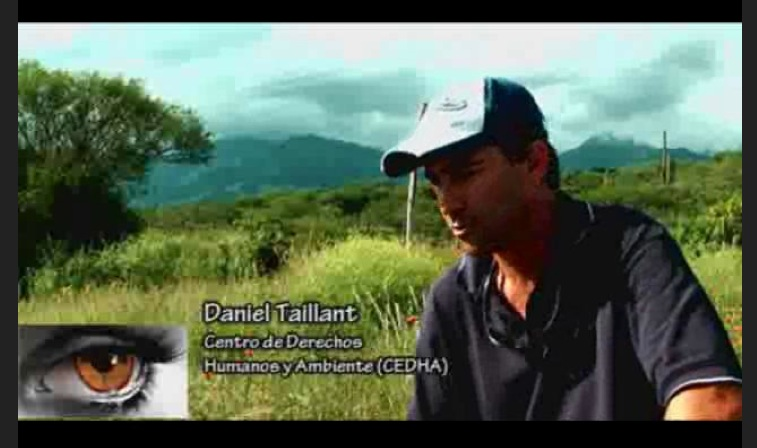 Daniel Taillant
Centro de Derechos
Humanos y Ambiente (CEDHA)